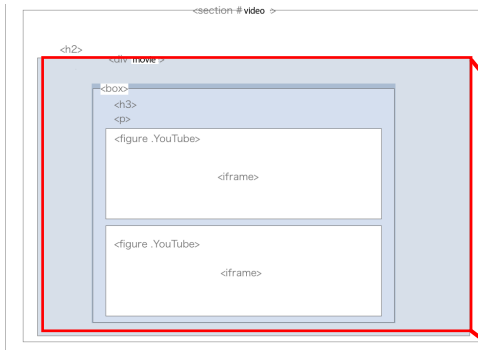 <section #video >
<h2>
<div movie >
<box>
<h3>
<p>
<figure .YouTube>
<iframe>
<figure .YouTube>
<iframe>